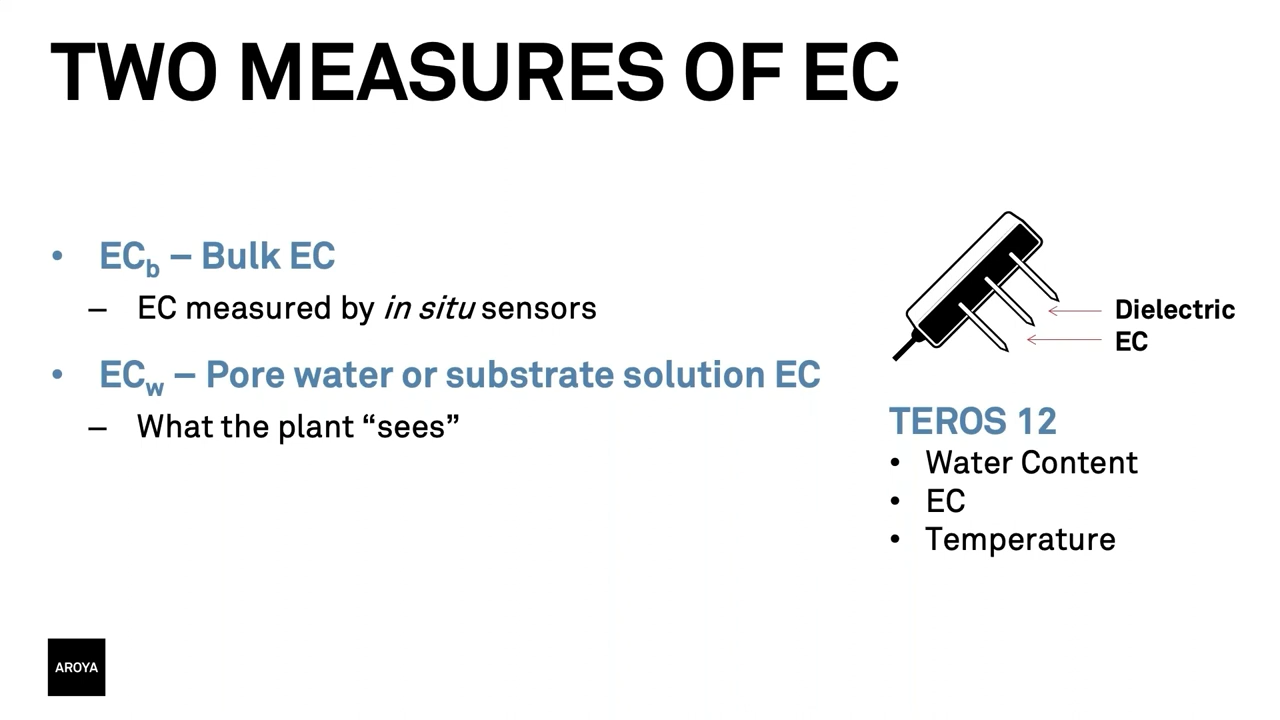 TWO MEASURES OF EC
• ECb – Bulk EC
– EC measured by in situ sensors
• ECw – Pore water or substrate solution EC
– What the plant “sees”
Dielectric
EC
TEROS 12
• Water Content
• EC
• Temperature
AROYA